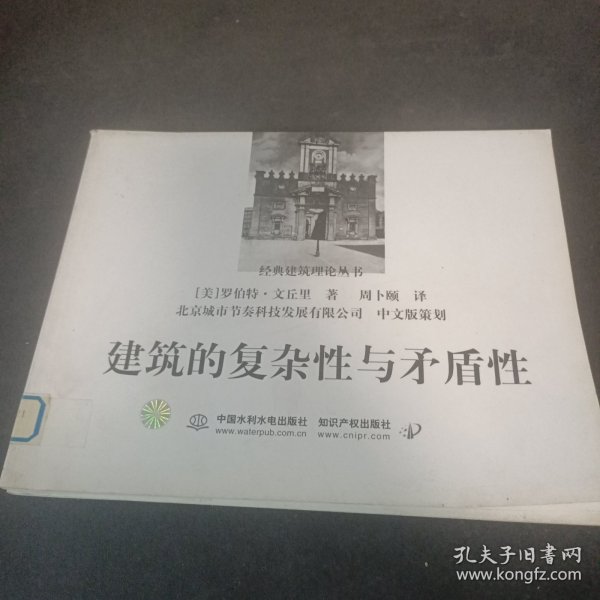 经典建筑理论丛书
[美]罗伯特·文丘里 著 周卜颐 译
北京城市节奏科技发展有限公司 中文版策划
建筑的复杂性与矛盾性
中国水利水电出版社 知识产权出版社
www.waterpub.com.cn www.cnipr.com
孔夫子旧书网
www.kongfz.com